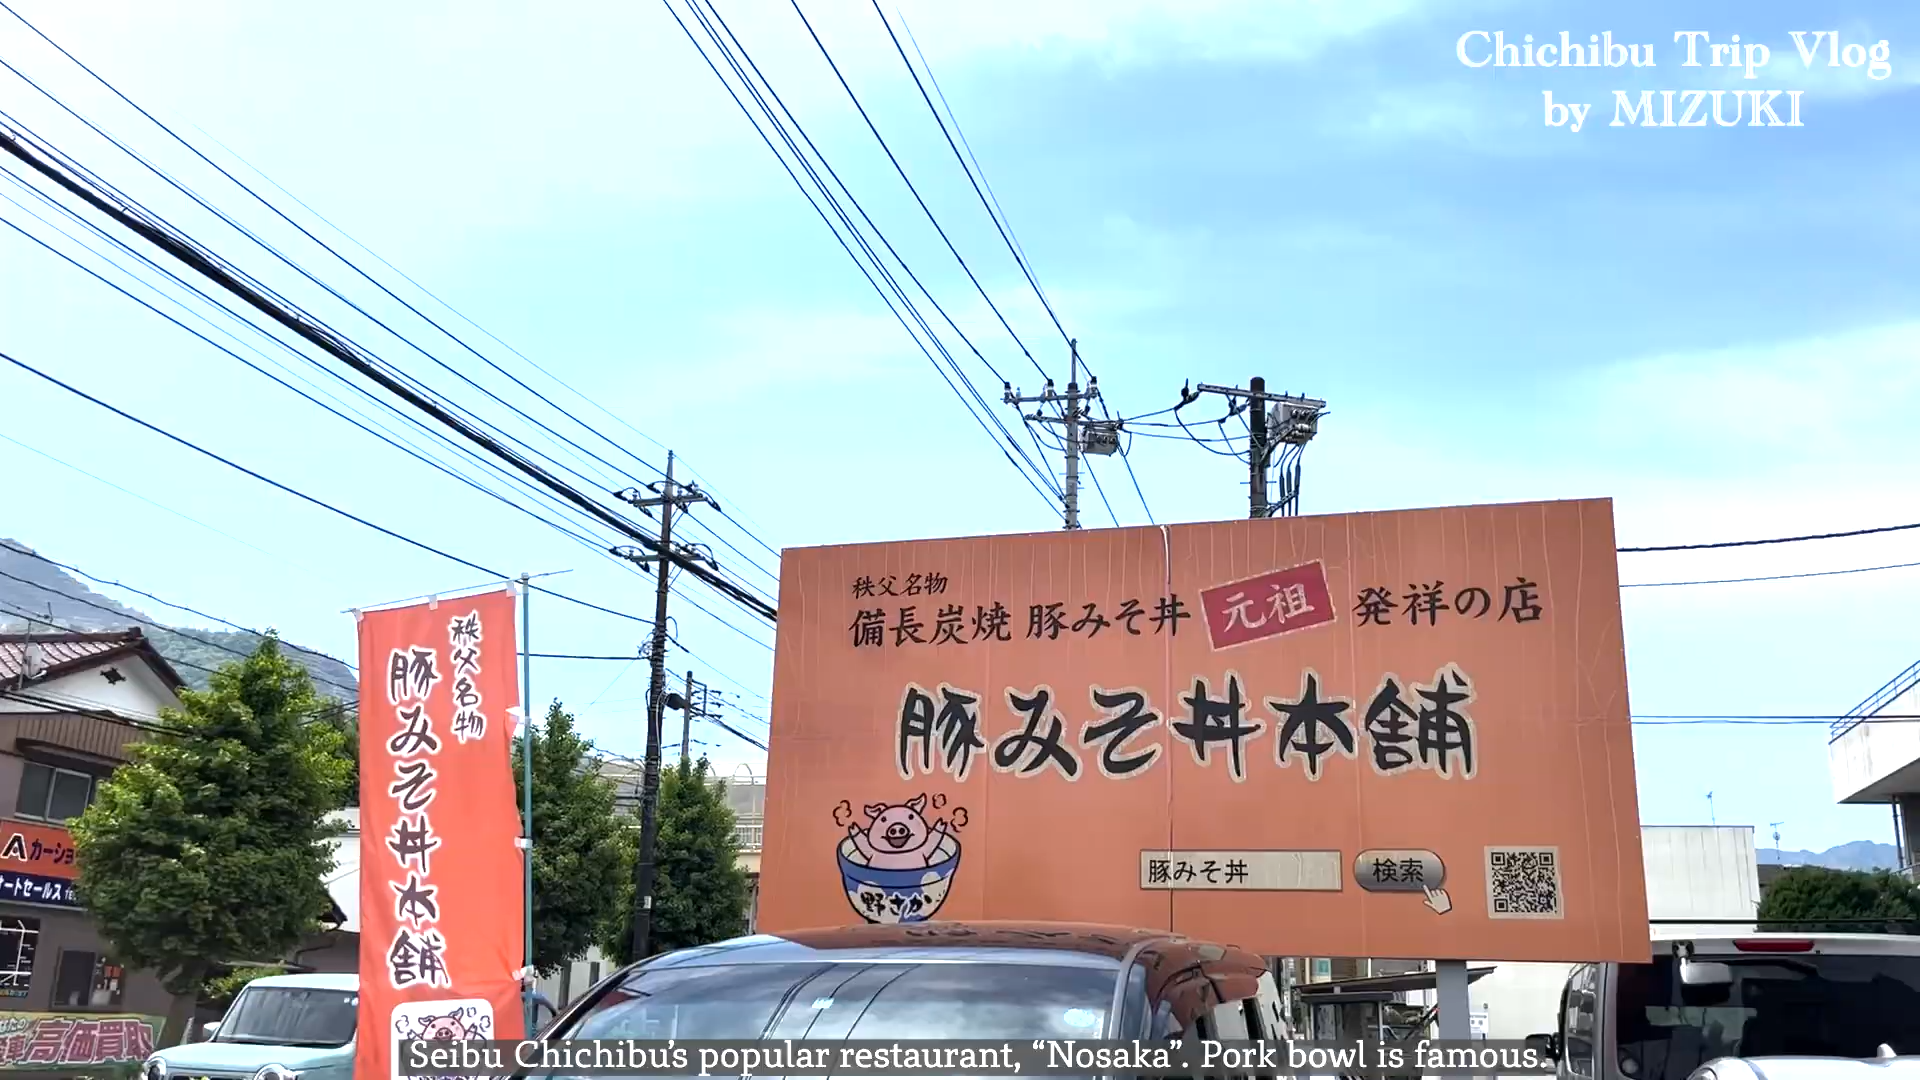 Chichibu Trip Vlog
by MIZUKI
秩父名物
備長炭焼 豚みそ丼 元祖 発祥の店
豚みそ丼本舗
野さか
豚みそ丼 検索
秩父名物
豚みそ丼本舗
カーショ
オートセールス
高価買取
Seibu Chichibu's popular restaurant, “Nosaka”. Pork bowl is famous.